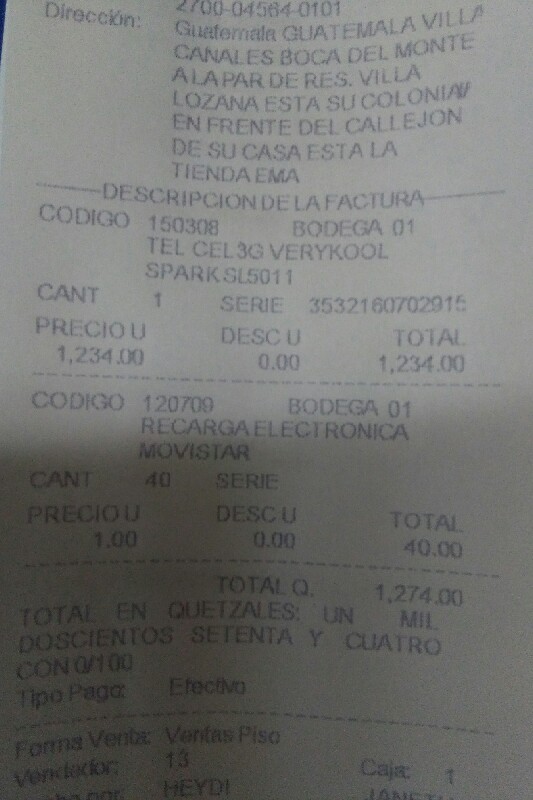 2700-04564-0101
Dirección: Guatemala GUATEMALA VILLA
CANALES BOCA DEL MONTE
A LA PAR DE RES. VILLA
LOZANA ESTA SU COLONIA//
EN FRENTE DEL CALLEJON
DE SU CASA ESTA LA
TIENDA EMA
DESCRIPCION DE LA FACTURA
CODIGO 150308 BODEGA 01
TEL CEL3G VERYKOOL
SPARK SL5011
CANT 1 SERIE 3532160702915
PRECIO U DESC U TOTAL
1,234.00 0.00 1,234.00
CODIGO 120709 BODEGA 01
RECARGA ELECTRONICA
MOVISTAR
CANT 40 SERIE
PRECIO U DESC U TOTAL
1.00 0.00 40.00
TOTAL Q. 1,274.00
TOTAL EN QUETZALES: UN MIL
DOSCIENTOS SETENTA Y CUATRO
CON 0/100
Tipo Pago: Efectivo
Forma Venta: Ventas Piso
Vendedor: 13 Caja: 1
por: HEYDI